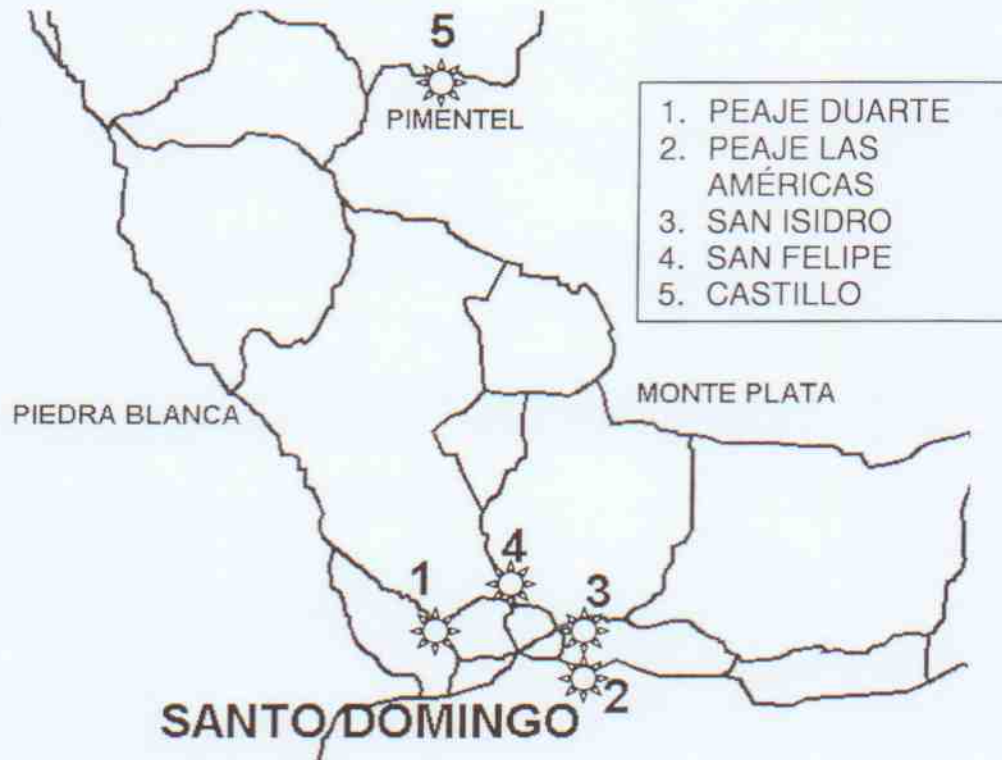 5
PIMENTEL
1. PEAJE DUARTE
2. PEAJE LAS
AMÉRICAS
3. SAN ISIDRO
4. SAN FELIPE
5. CASTILLO
PIEDRA BLANCA
MONTE PLATA
4
1
3
2
SANTO DOMINGO